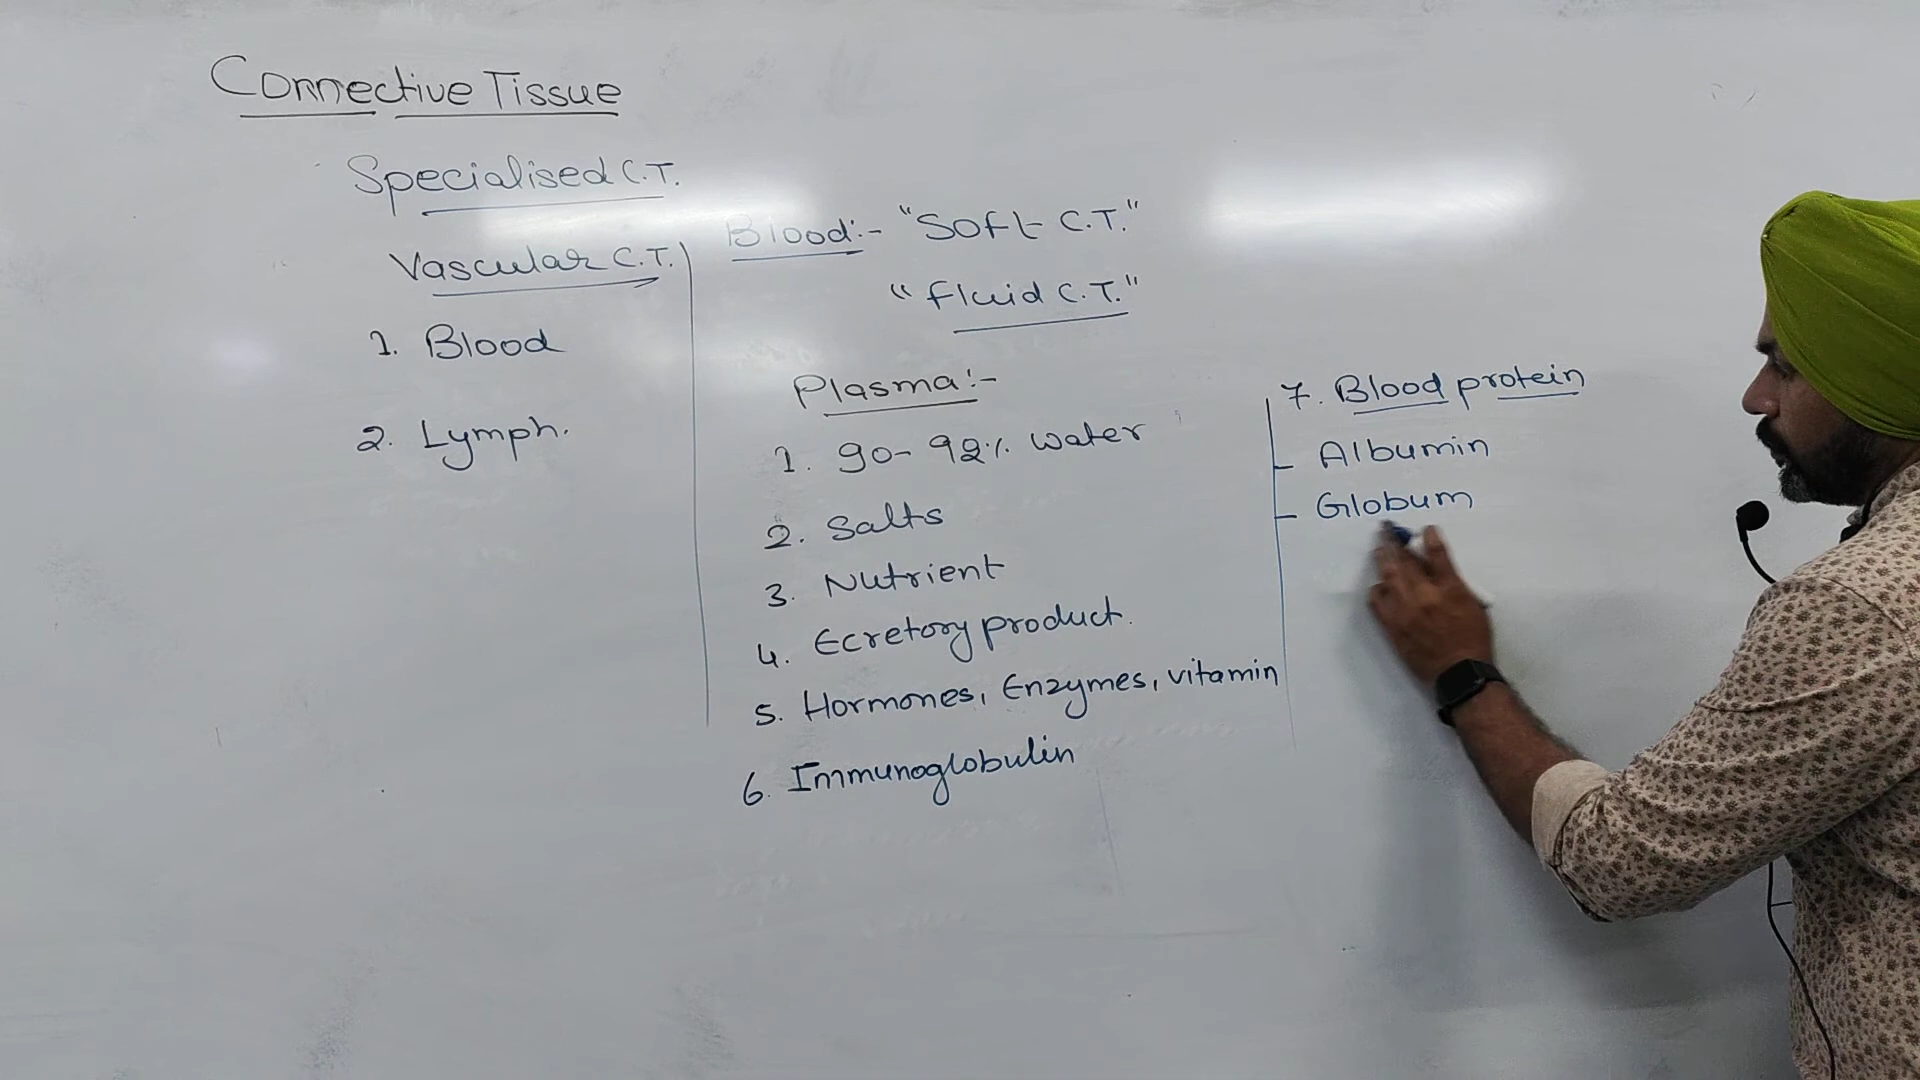 Connective Tissue
Specialised C.T.
Vascular C.T.
1. Blood
2. Lymph.
Blood:- "Soft C.T."
"fluid C.T."
Plasma:-
1. 90-92% water
2. Salts
3. Nutrient
4. Ecretory product.
5. Hormones, Enzymes, vitamin
6. Immunoglobulin
7. Blood protein
- Albumin
- Globum